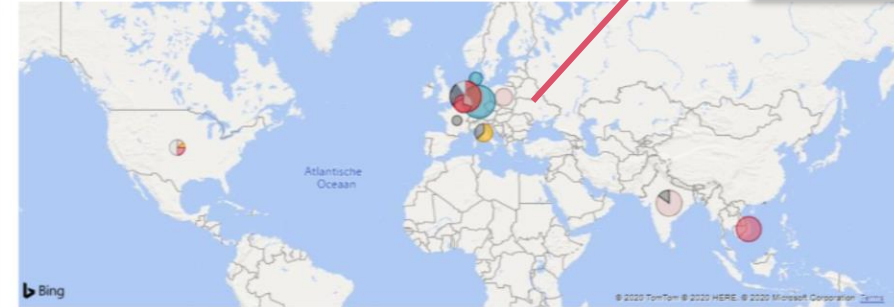 Atlantische
Oceaan
Bing
© 2020 TomTom © 2020 HERE, © 2020 Microsoft Corporation Terms